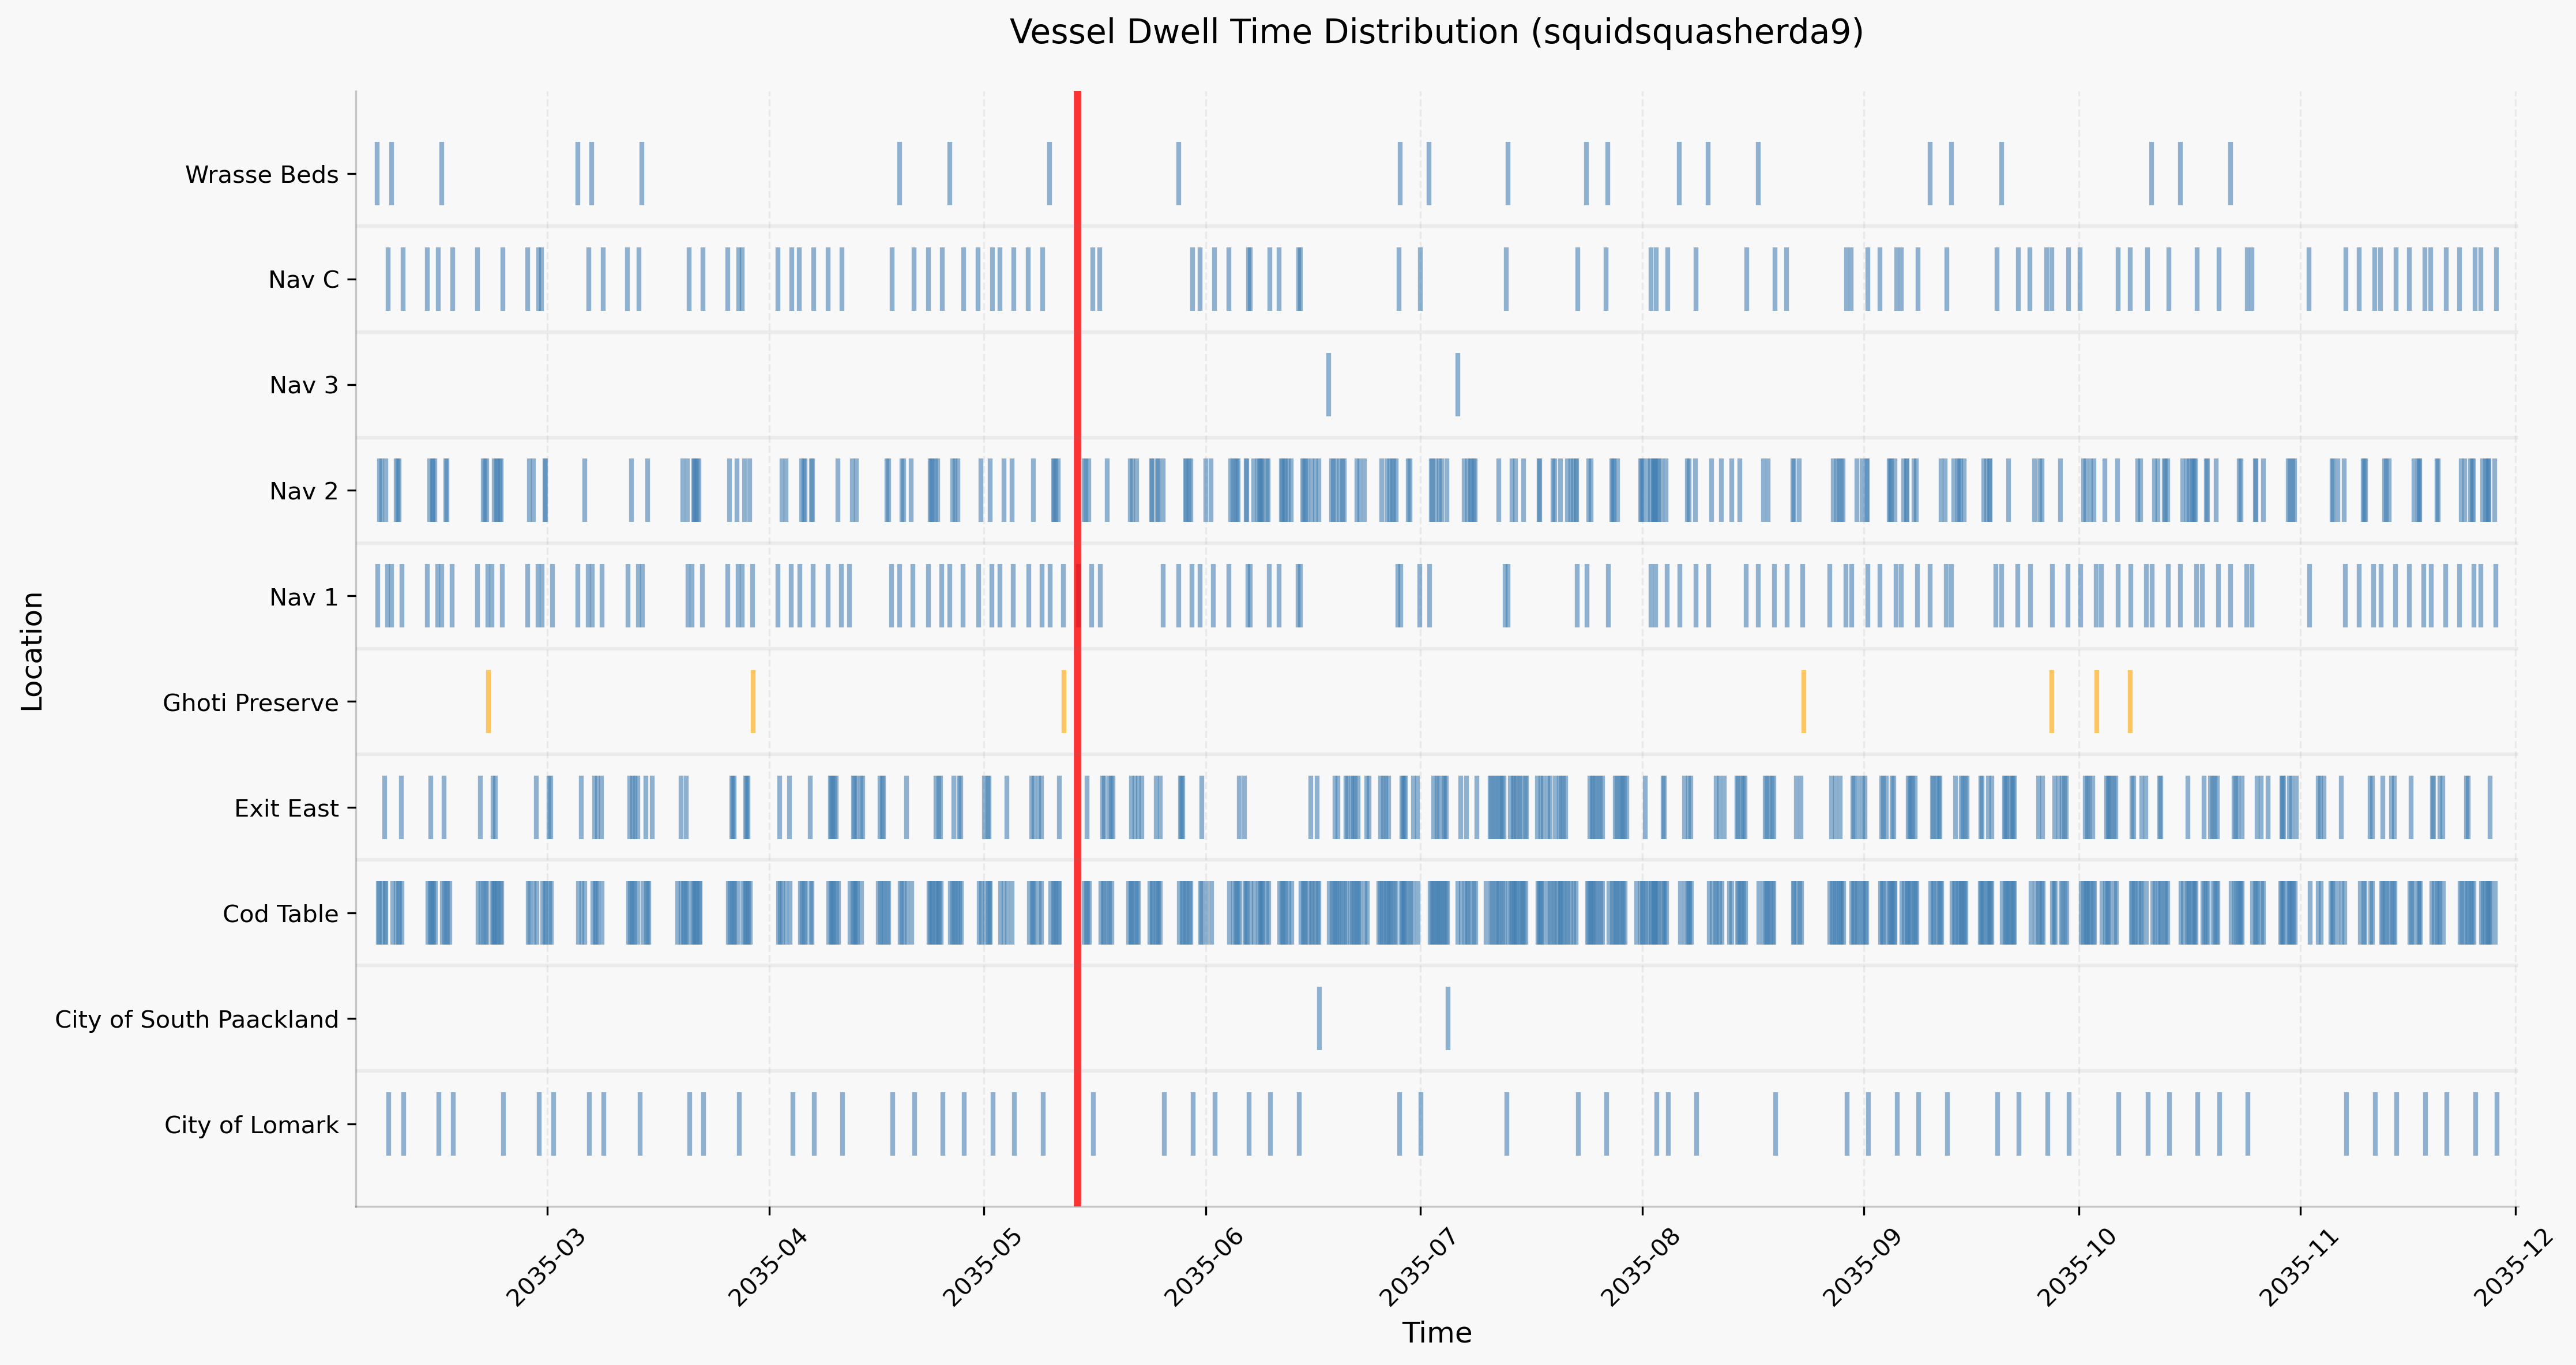 Vessel Dwell Time Distribution (squidsquasherda9)
Location
Wrasse Beds
Nav C
Nav 3
Nav 2
Nav 1
Ghoti Preserve
Exit East
Cod Table
City of South Paackland
City of Lomark
2035-03
2035-04
2035-05
2035-06
2035-07
2035-08
2035-09
2035-10
2035-11
2035-12
Time